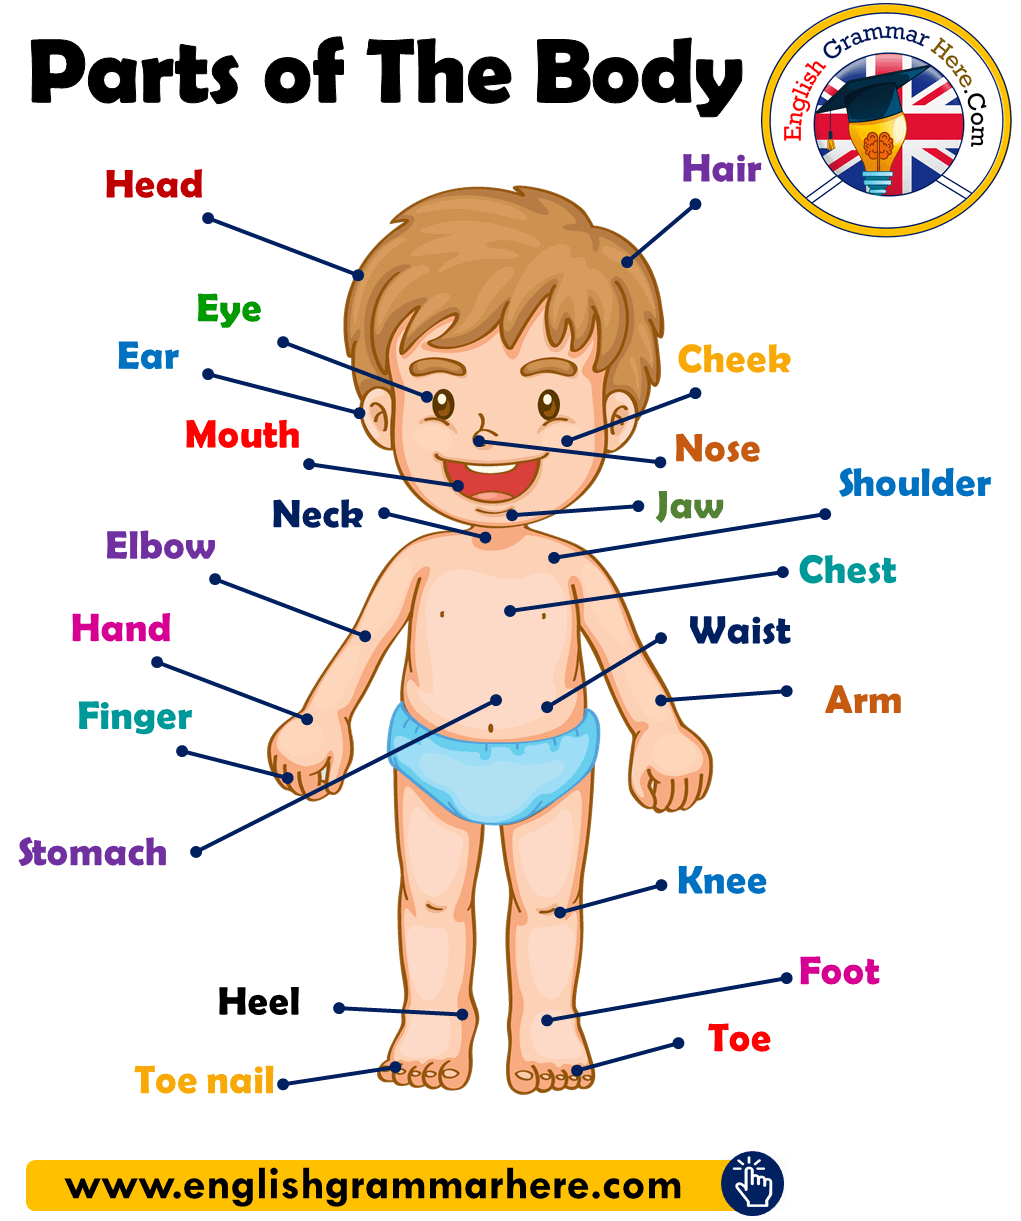 Parts of The Body
English Grammar Here.Com
Head
Hair
Eye
Ear
Cheek
Mouth
Nose
Shoulder
Neck
Jaw
Elbow
Chest
Hand
Waist
Finger
Arm
Stomach
Knee
Foot
Heel
Toe
Toe nail
www.englishgrammarhere.com